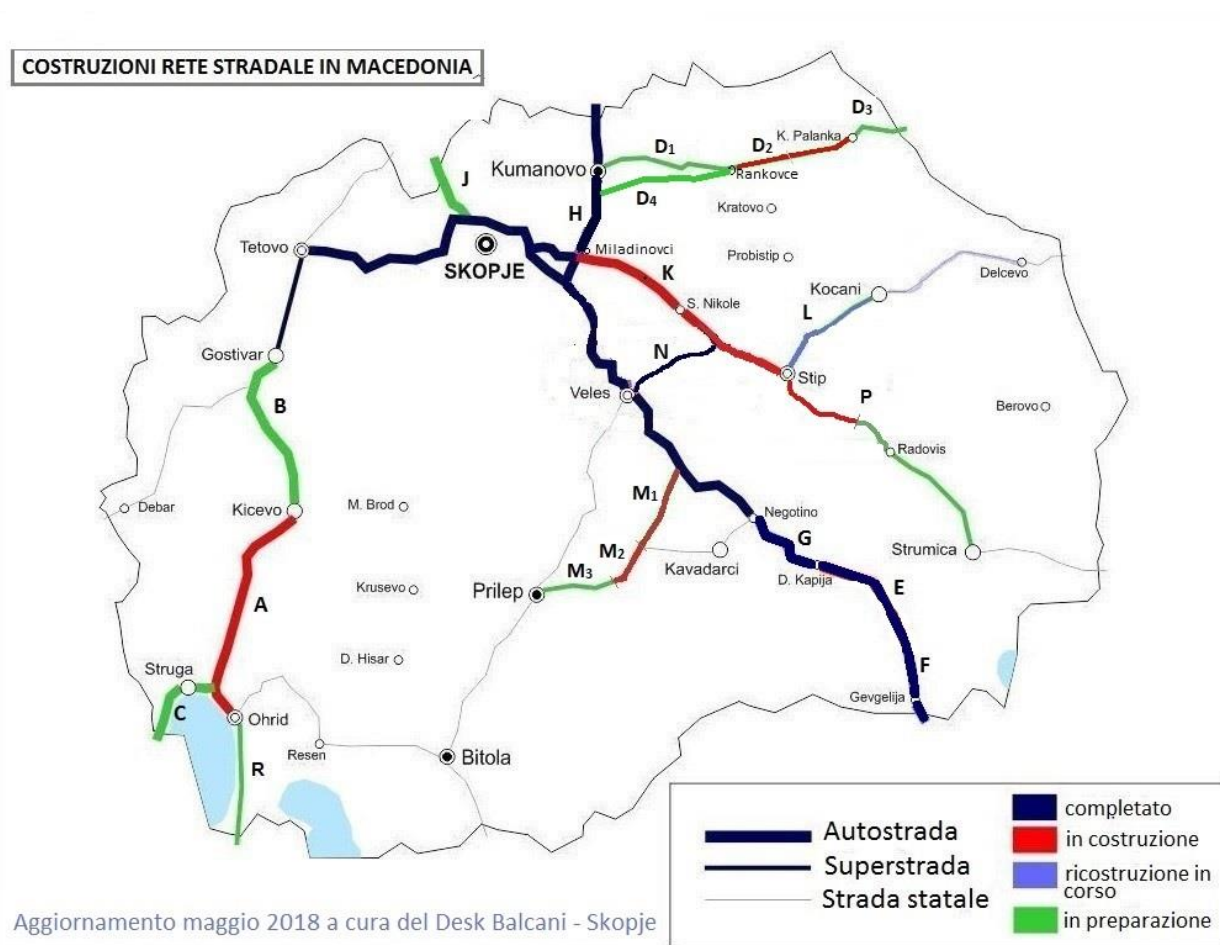 COSTRUZIONI RETE STRADALE IN MACEDONIA
D3
K. Palanka
D1
D2
Kumanovo
Rankovce
J
D4
Kratovo
H
Tetovo
Miladinovci
SKOPJE
Probistip
K
Delcevo
Kocani
S. Nikole
L
Gostivar
N
Stip
Veles
B
P
Berovo
Radovis
M1
Debar
Kicevo
M. Brod
Negotino
G
M2
Strumica
Kavadarci
M3
D. Kapija
Krusevo
Prilep
E
A
D. Hisar
Struga
F
Gevgelija
C
Ohrid
Resen
Bitola
R
Autostrada
Superstrada
Strada statale
completato
in costruzione
ricostruzione in
corso
in preparazione
Aggiornamento maggio 2018 a cura del Desk Balcani - Skopje